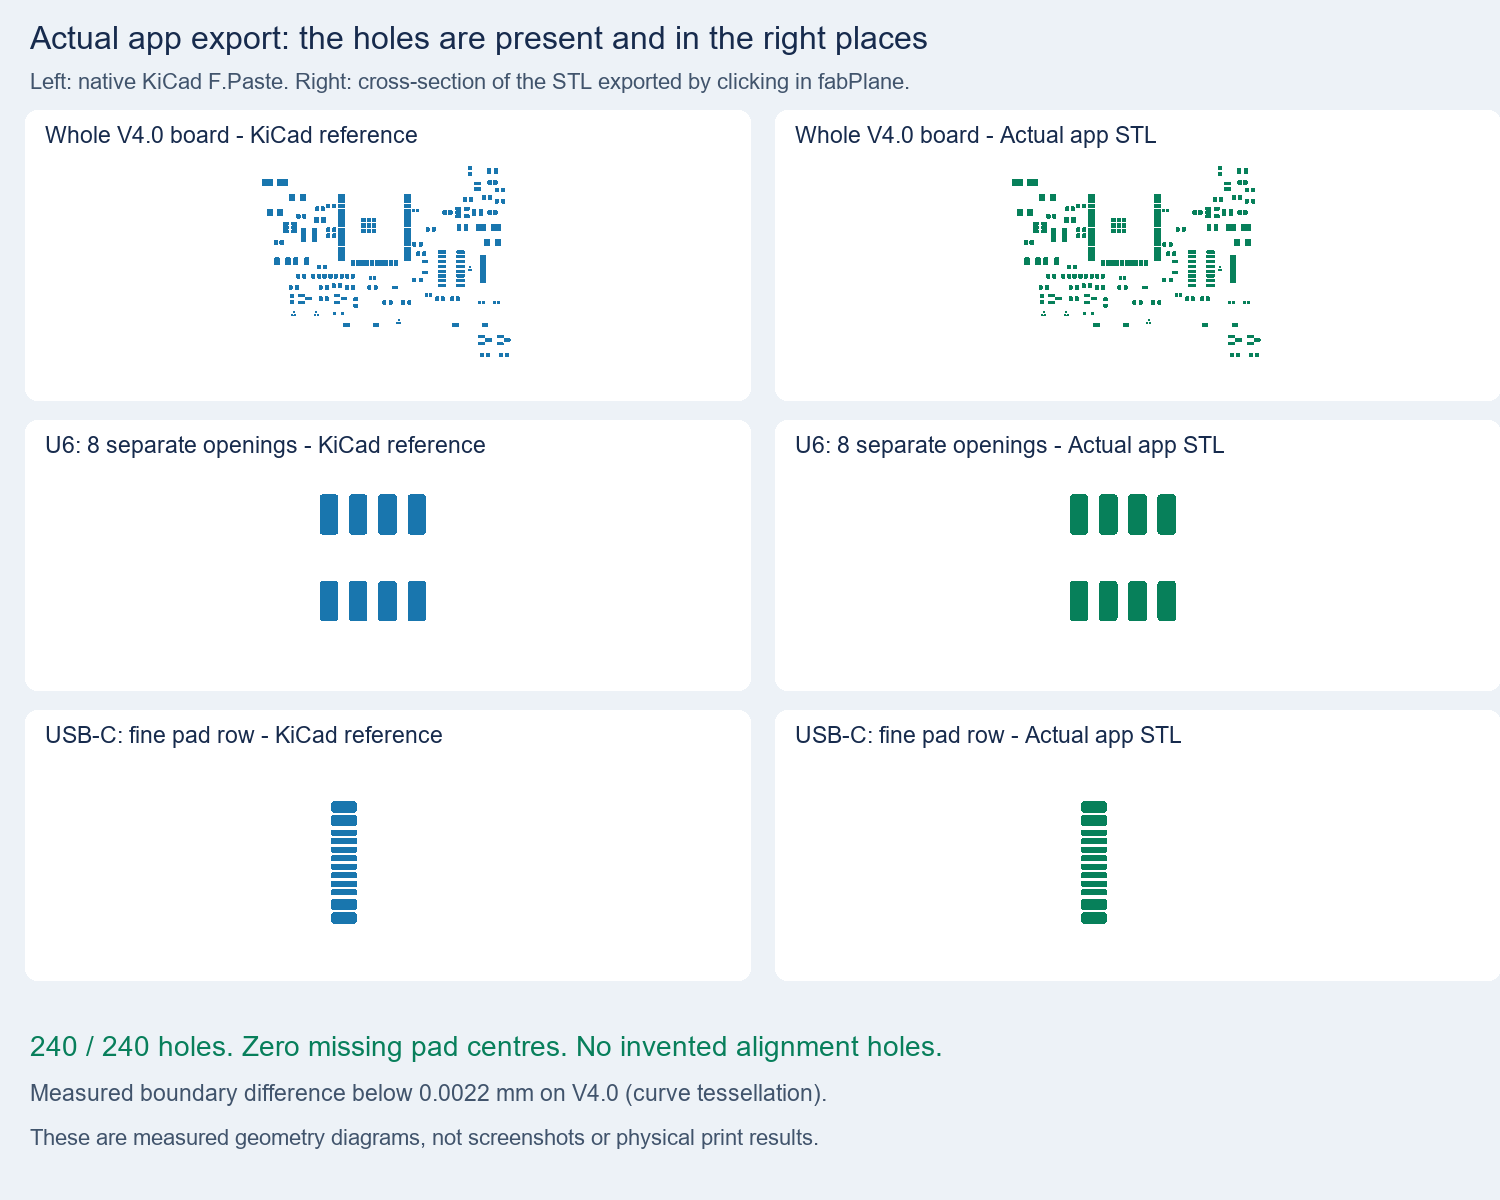 Actual app export: the holes are present and in the right places
Left: native KiCad F.Paste. Right: cross-section of the STL exported by clicking in fabPlane.
Whole V4.0 board - KiCad reference
Whole V4.0 board - Actual app STL
U6: 8 separate openings - KiCad reference
U6: 8 separate openings - Actual app STL
USB-C: fine pad row - KiCad reference
USB-C: fine pad row - Actual app STL
240 / 240 holes. Zero missing pad centres. No invented alignment holes.
Measured boundary difference below 0.0022 mm on V4.0 (curve tessellation).
These are measured geometry diagrams, not screenshots or physical print results.